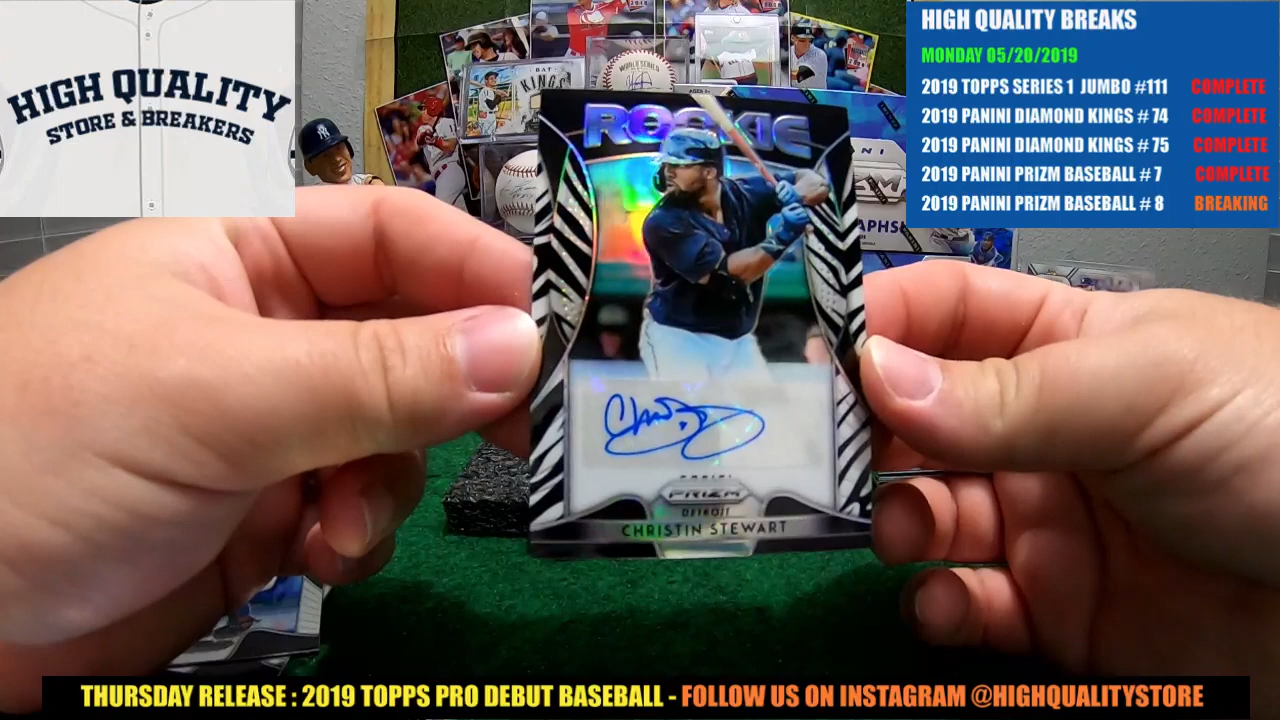 HIGH QUALITY
STORE & BREAKERS
HIGH QUALITY BREAKS
MONDAY 05/20/2019
2019 TOPPS SERIES 1 JUMBO #111 COMPLETE
2019 PANINI DIAMOND KINGS # 74 COMPLETE
2019 PANINI DIAMOND KINGS # 75 COMPLETE
2019 PANINI PRIZM BASEBALL # 7 COMPLETE
2019 PANINI PRIZM BASEBALL # 8 BREAKING
KINGS
ROOKIE
PANINI
PRIZM
DETROIT
CHRISTIN STEWART
THURSDAY RELEASE : 2019 TOPPS PRO DEBUT BASEBALL - FOLLOW US ON INSTAGRAM @HIGHQUALITYSTORE